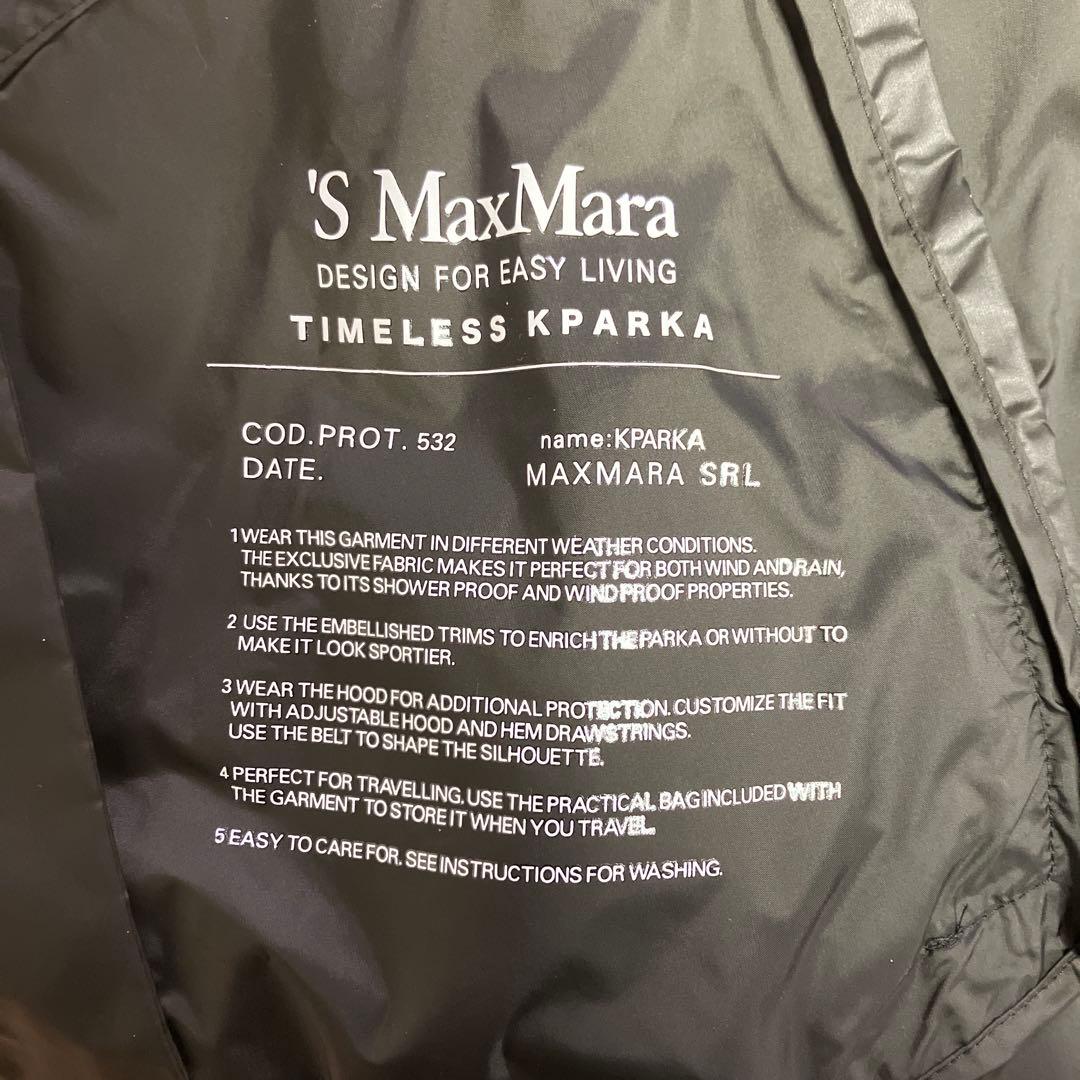 'S MaxMara
DESIGN FOR EASY LIVING
TIMELESS KPARKA
COD.PROT. 532 name:KPARKA
DATE. MAXMARA SRL
1 WEAR THIS GARMENT IN DIFFERENT WEATHER CONDITIONS.
THE EXCLUSIVE FABRIC MAKES IT PERFECT FOR BOTH WIND AND RAIN,
THANKS TO ITS SHOWER PROOF AND WINDPROOF PROPERTIES.
2 USE THE EMBELLISHED TRIMS TO ENRICH THE PARKA OR WITHOUT TO
MAKE IT LOOK SPORTIER.
3 WEAR THE HOOD FOR ADDITIONAL PROTECTION. CUSTOMIZE THE FIT
WITH ADJUSTABLE HOOD AND HEM DRAWSTRINGS.
USE THE BELT TO SHAPE THE SILHOUETTE.
4 PERFECT FOR TRAVELLING. USE THE PRACTICAL BAG INCLUDED WITH
THE GARMENT TO STORE IT WHEN YOU TRAVEL.
5 EASY TO CARE FOR. SEE INSTRUCTIONS FOR WASHING.